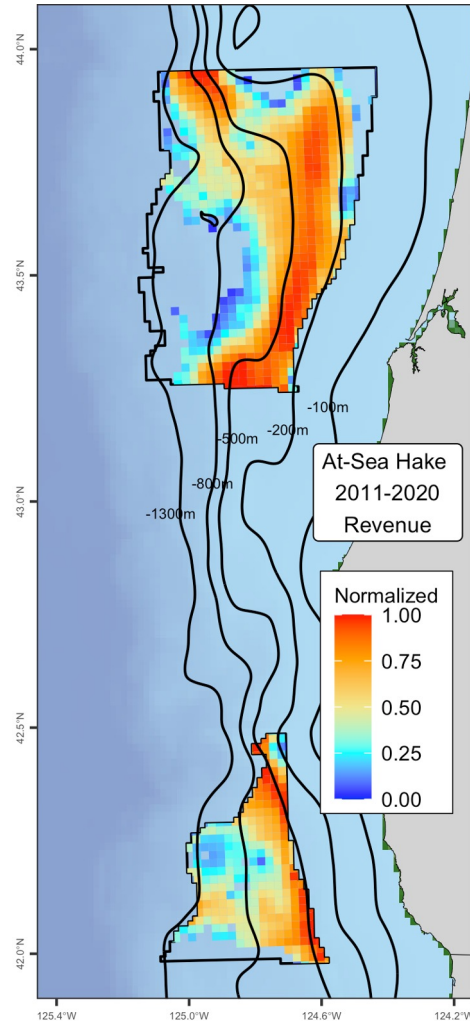 44.0°N
43.5°N
43.0°N
42.5°N
42.0°N
-100m
-200m
-500m
-800m
-1300m
At-Sea Hake
2011-2020
Revenue
Normalized
1.00
0.75
0.50
0.25
0.00
125.4°W
125.0°W
124.6°W
124.2°W